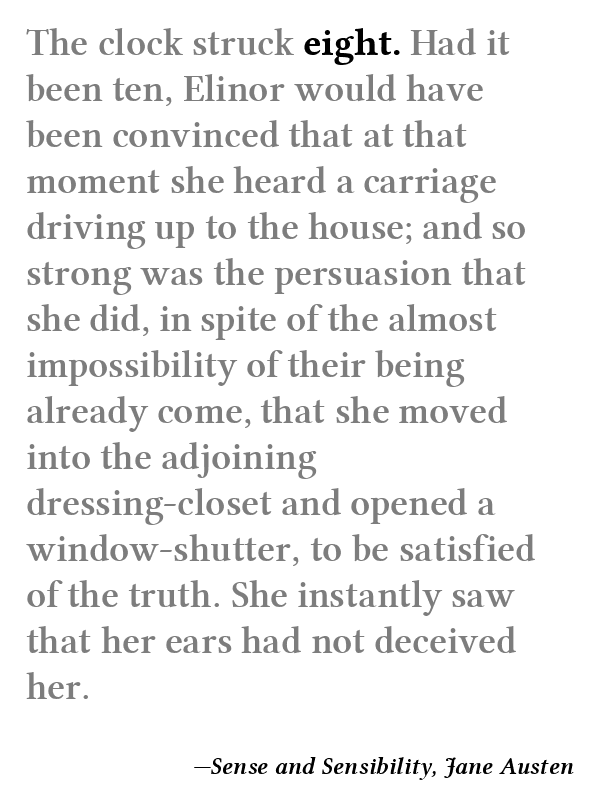 The clock struck eight. Had it
been ten, Elinor would have
been convinced that at that
moment she heard a carriage
driving up to the house; and so
strong was the persuasion that
she did, in spite of the almost
impossibility of their being
already come, that she moved
into the adjoining
dressing-closet and opened a
window-shutter, to be satisfied
of the truth. She instantly saw
that her ears had not deceived
her.
—Sense and Sensibility, Jane Austen